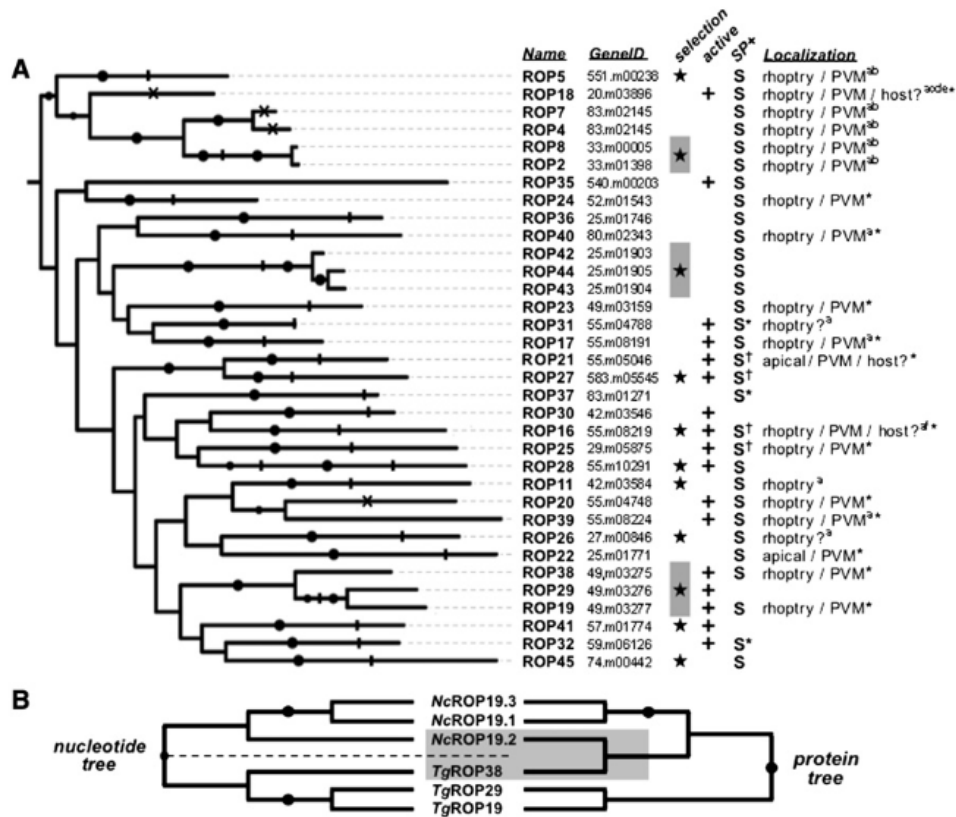 A
Name GeneID selection active SP+ Localization
ROP5 551.m00238 ★ S rhoptry / PVM ab
ROP18 20.m03896 + S rhoptry / PVM / host? acde*
ROP7 83.m02145 S rhoptry / PVM ab
ROP4 83.m02145 S rhoptry / PVM ab
ROP8 33.m00005 S rhoptry / PVM ab
ROP2 33.m01398 ★ S rhoptry / PVM ab
ROP35 540.m00203 + S
ROP24 52.m01543 S rhoptry / PVM*
ROP36 25.m01746 S
ROP40 80.m02343 S rhoptry / PVM a*
ROP42 25.m01903 S
ROP44 25.m01905 ★ S
ROP43 25.m01904 S
ROP23 49.m03159 S rhoptry / PVM*
ROP31 55.m04788 + S* rhoptry? a
ROP17 55.m08191 + S rhoptry / PVM a*
ROP21 55.m05046 + S† apical / PVM / host? *
ROP27 583.m05545 ★ + S†
ROP37 83.m01271 S*
ROP30 42.m03546 +
ROP16 55.m08219 ★ + S† rhoptry / PVM / host? af*
ROP25 29.m05875 + S† rhoptry / PVM*
ROP28 55.m10291 ★ + S
ROP11 42.m03584 ★ S rhoptry a
ROP20 55.m04748 + S rhoptry / PVM*
ROP39 55.m08224 + S rhoptry / PVM a*
ROP26 27.m00846 ★ S rhoptry? a
ROP22 25.m01771 S apical / PVM*
ROP38 49,m03275 + S rhoptry / PVM*
ROP29 49.m03276 ★ +
ROP19 49.m03277 + S rhoptry / PVM*
ROP41 57.m01774 ★ +
ROP32 59.m06126 + S*
ROP45 74.m00442 ★ S
B
nucleotide tree
NcROP19.3
NcROP19.1
NcROP19.2
TgROP38
TgROP29
TgROP19
protein tree